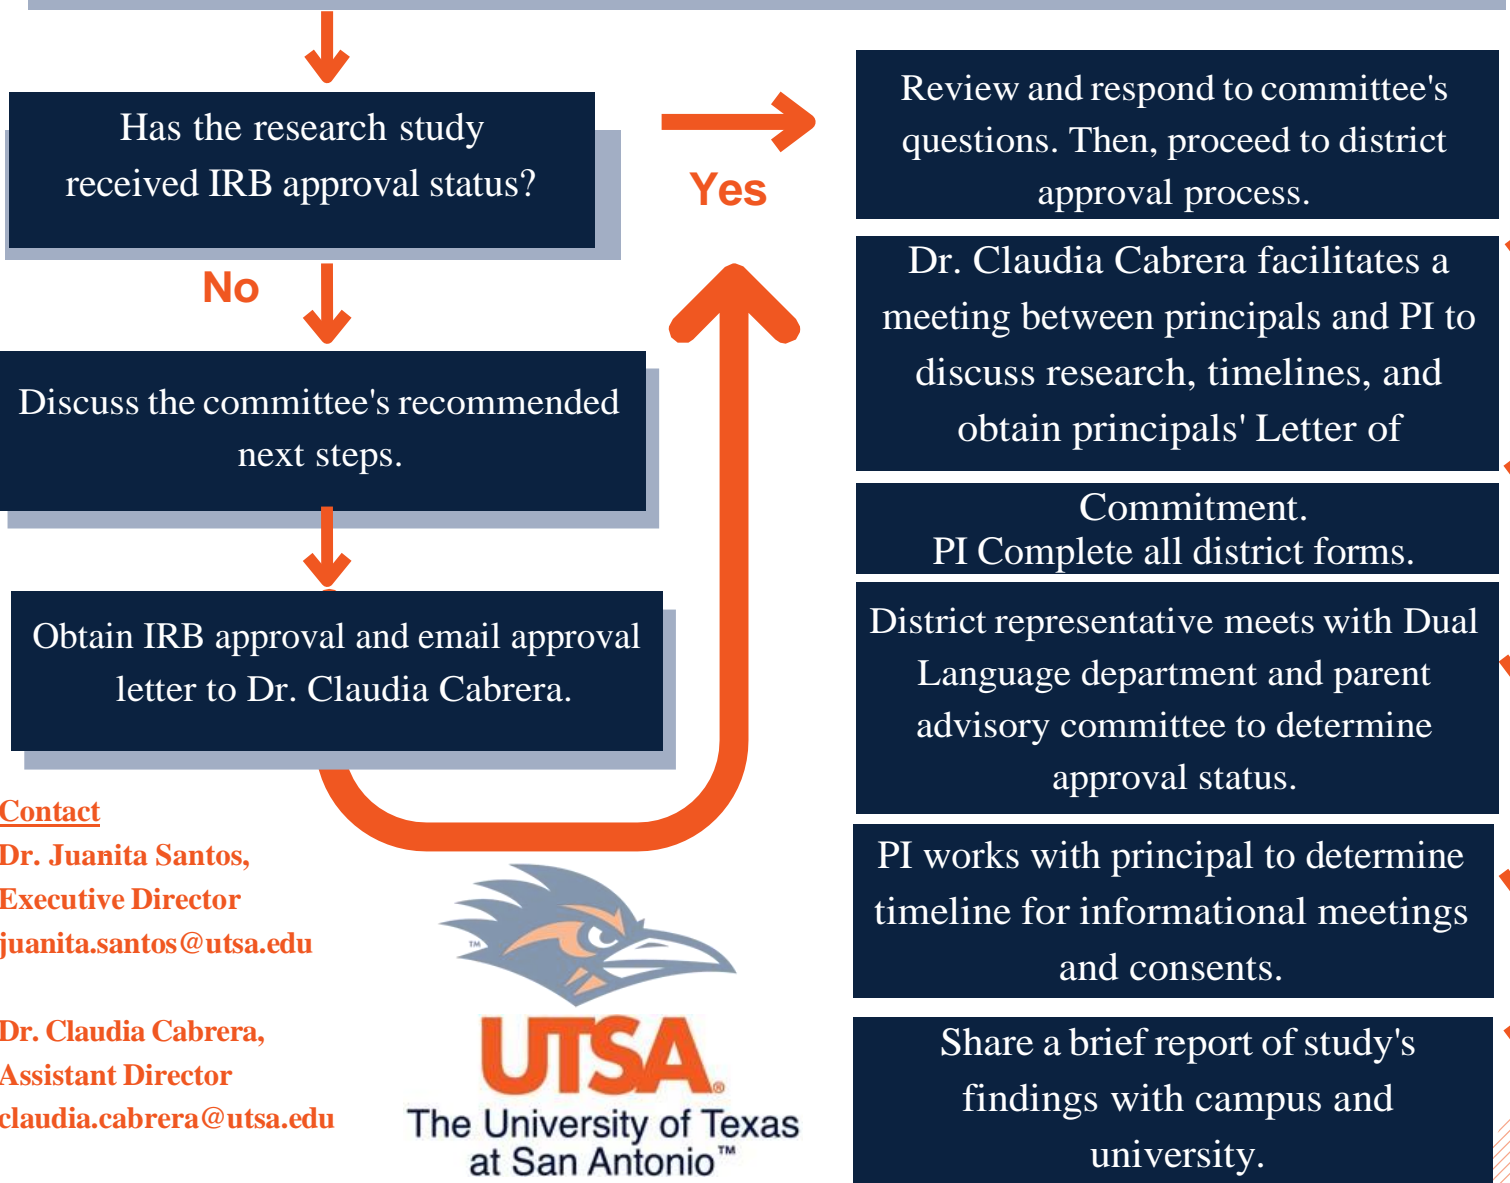 Has the research study
received IRB approval status?
Yes
No
Discuss the committee's recommended
next steps.
Obtain IRB approval and email approval
letter to Dr. Claudia Cabrera.
Review and respond to committee's
questions. Then, proceed to district
approval process.
Dr. Claudia Cabrera facilitates a
meeting between principals and PI to
discuss research, timelines, and
obtain principals' Letter of
Commitment.
PI Complete all district forms.
District representative meets with Dual
Language department and parent
advisory committee to determine
approval status.
PI works with principal to determine
timeline for informational meetings
and consents.
Share a brief report of study's
findings with campus and
university.
Contact
Dr. Juanita Santos,
Executive Director
juanita.santos@utsa.edu
Dr. Claudia Cabrera,
Assistant Director
claudia.cabrera@utsa.edu
TM
UTSA®
The University of Texas
at San Antonio™